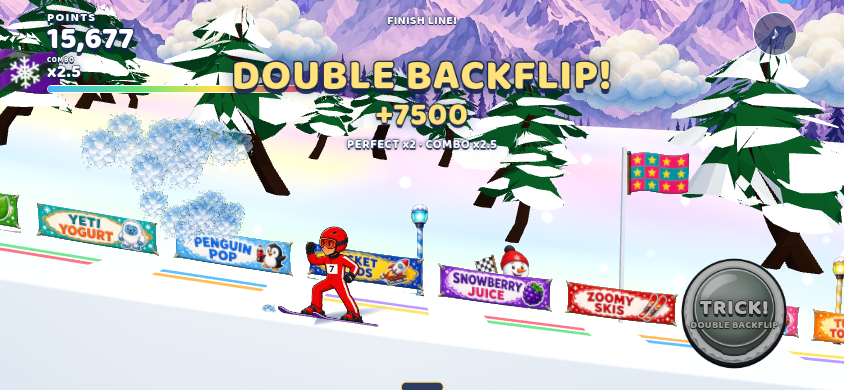 POINTS
15,677
COMBO
x2.5
FINISH LINE!
DOUBLE BACKFLIP!
+7500
PERFECT x2 · COMBO x2.5
YETI
YOGURT
PENGUIN
POP
SNOWBERRY
JUICE
ZOOMY
SKIS
7
TRICK!
DOUBLE BACKFLIP